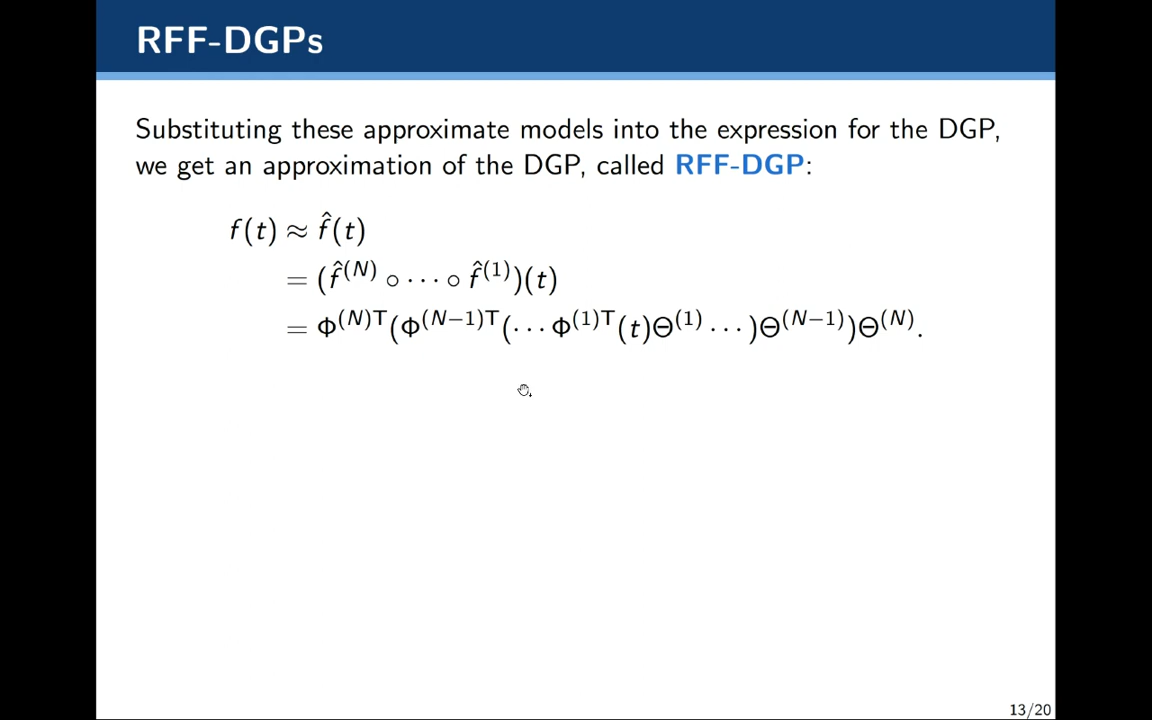 RFF-DGPs
Substituting these approximate models into the expression for the DGP,
we get an approximation of the DGP, called RFF-DGP:
f(t) ≈ f̂(t)
= (f̂⁽ᴺ⁾ ∘ ⋯ ∘ f̂⁽¹⁾)(t)
= Φ⁽ᴺ⁾ᵀ(Φ⁽ᴺ⁻¹⁾ᵀ(⋯ Φ⁽¹⁾ᵀ(t)Θ⁽¹⁾ ⋯)Θ⁽ᴺ⁻¹⁾)Θ⁽ᴺ⁾.
13/20